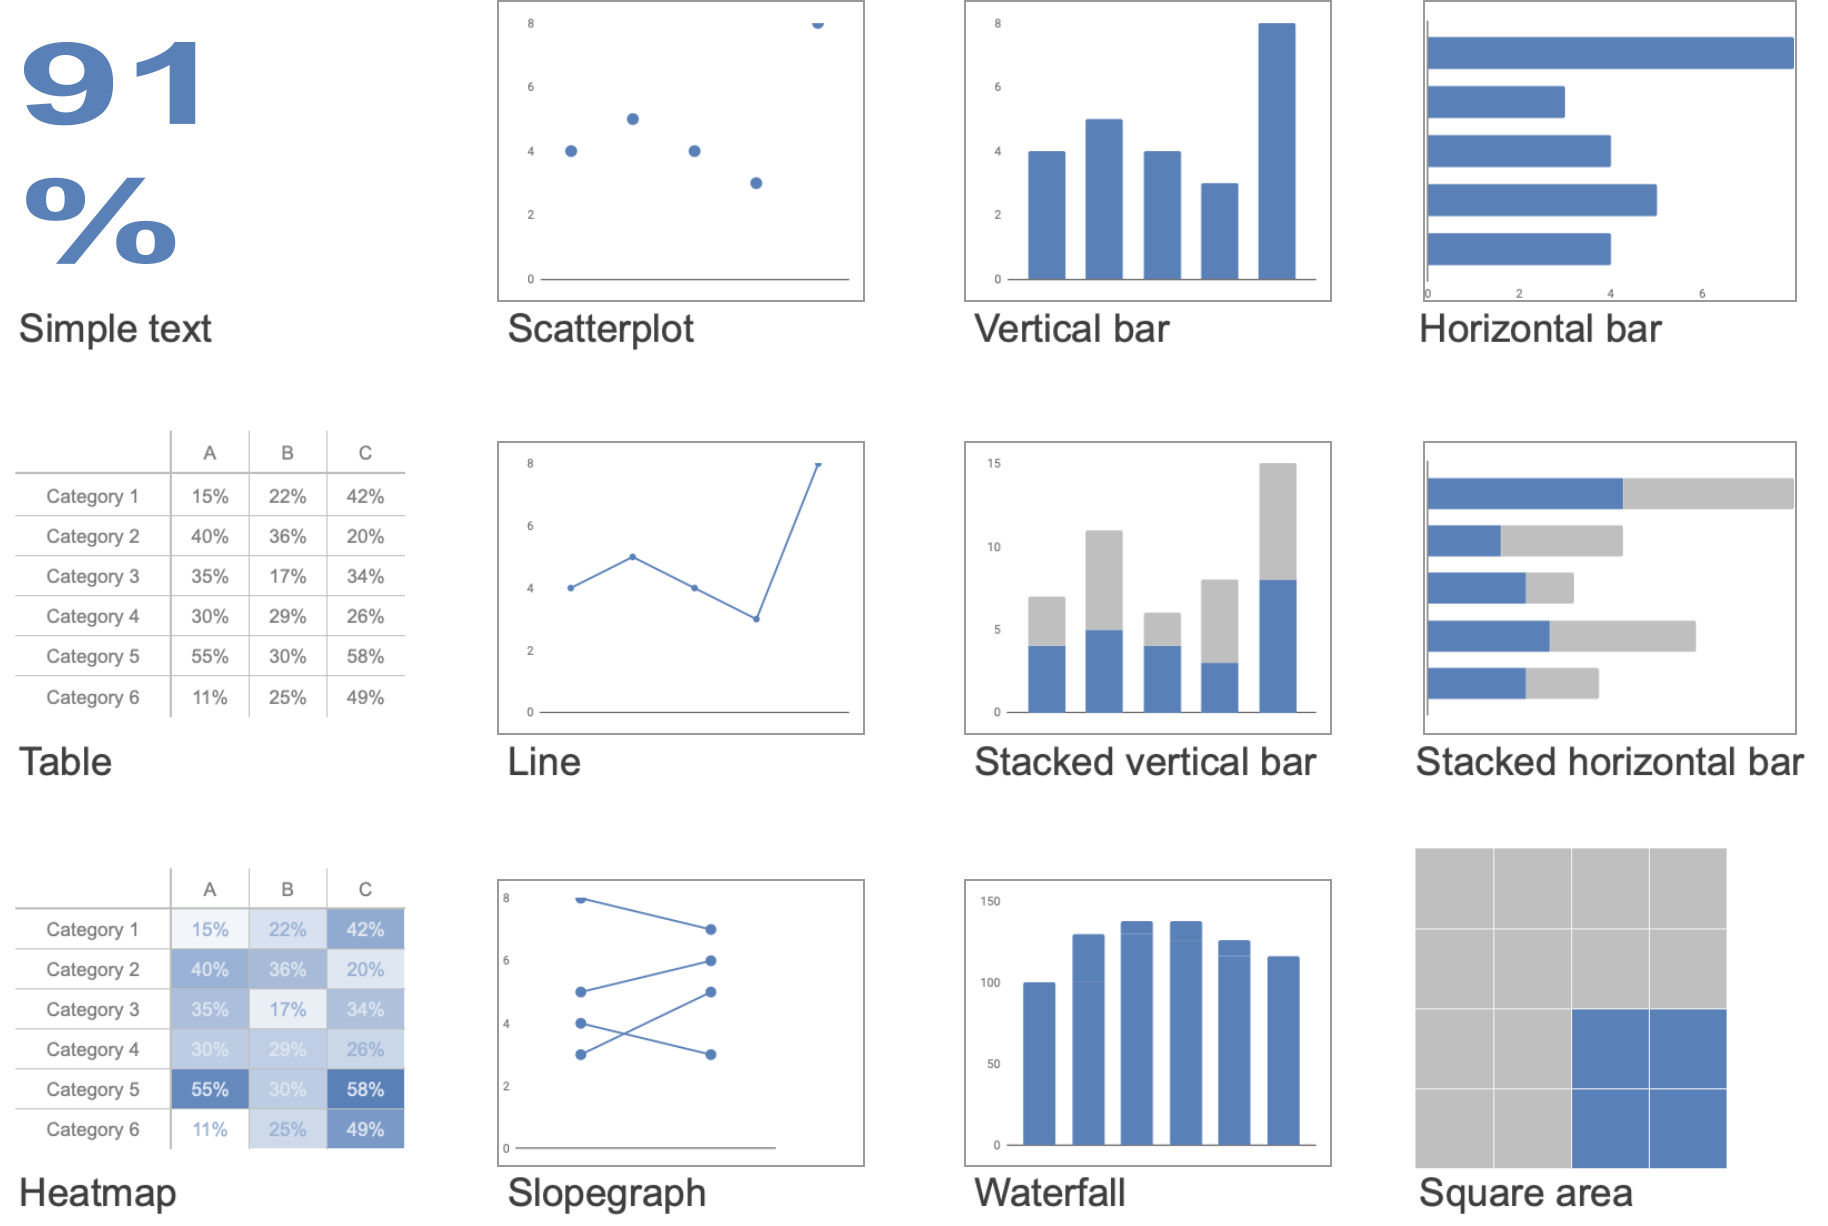 91
%
Simple text
8
6
4
2
0
Scatterplot
8
6
4
2
0
Vertical bar
0 2 4 6
Horizontal bar
A B C
Category 1 15% 22% 42%
Category 2 40% 36% 20%
Category 3 35% 17% 34%
Category 4 30% 29% 26%
Category 5 55% 30% 58%
Category 6 11% 25% 49%
Table
8
6
4
2
0
Line
15
10
5
0
Stacked vertical bar
Stacked horizontal bar
A B C
Category 1 15% 22% 42%
Category 2 40% 36% 20%
Category 3 35% 17% 34%
Category 4 30% 29% 26%
Category 5 55% 30% 58%
Category 6 11% 25% 49%
Heatmap
8
6
4
2
0
Slopegraph
150
100
50
0
Waterfall
Square area